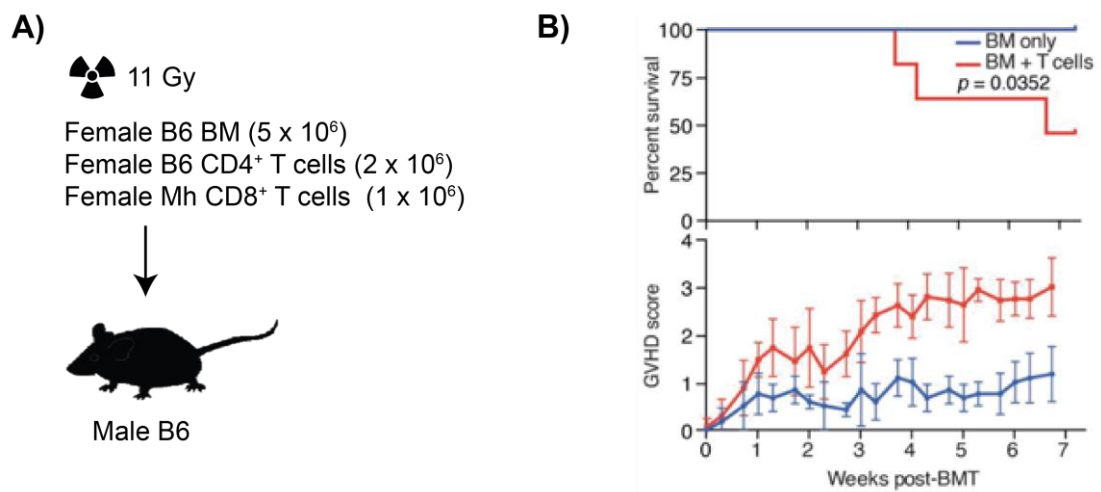 A)
11 Gy
Female B6 BM (5 x 10⁶)
Female B6 CD4⁺ T cells (2 x 10⁶)
Female Mh CD8⁺ T cells (1 x 10⁶)
Male B6
B)
Percent survival
100
75
50
25
0
BM only
BM + T cells
p = 0.0352
GVHD score
4
3
2
1
0
0 1 2 3 4 5 6 7
Weeks post-BMT